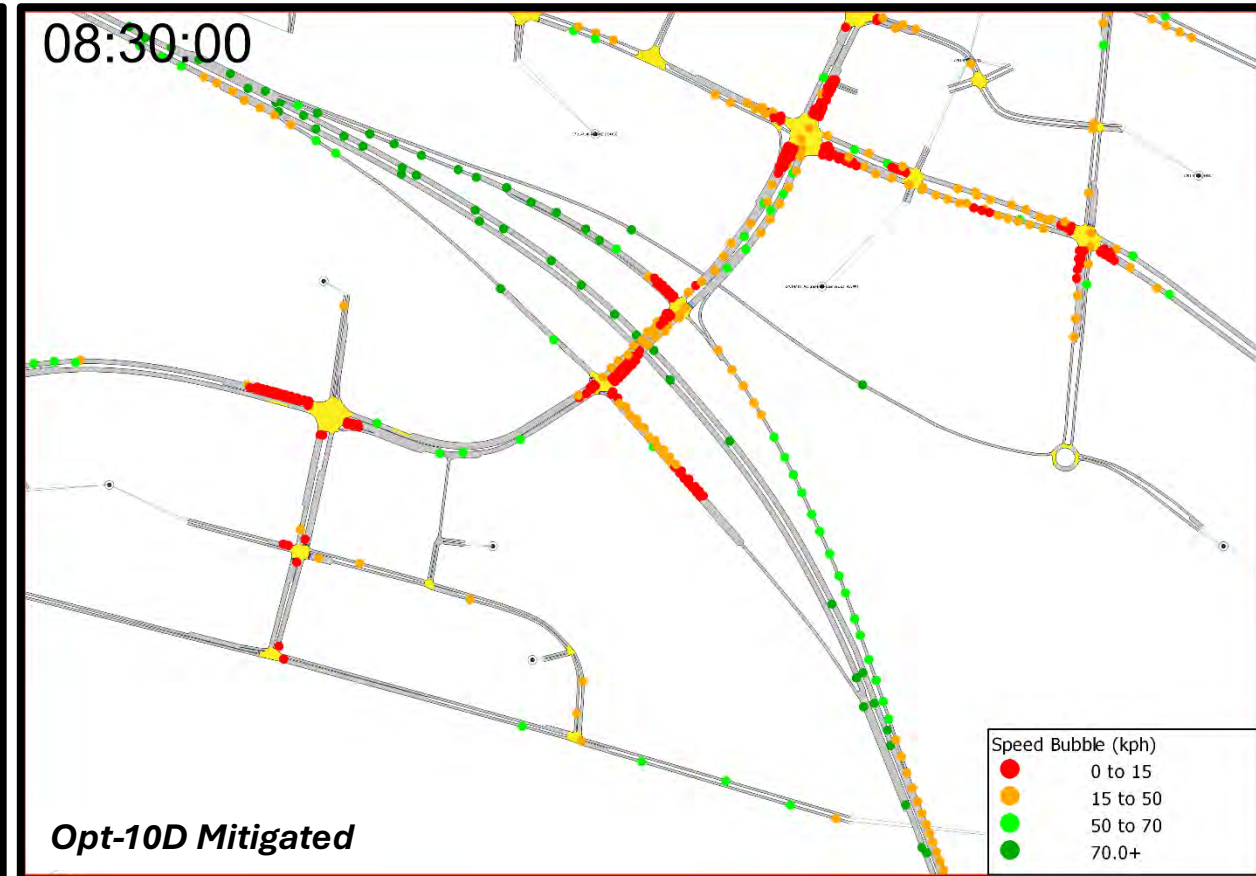 08:30:00
Speed Bubble (kph)
0 to 15
15 to 50
50 to 70
70.0+
Opt-10D Mitigated